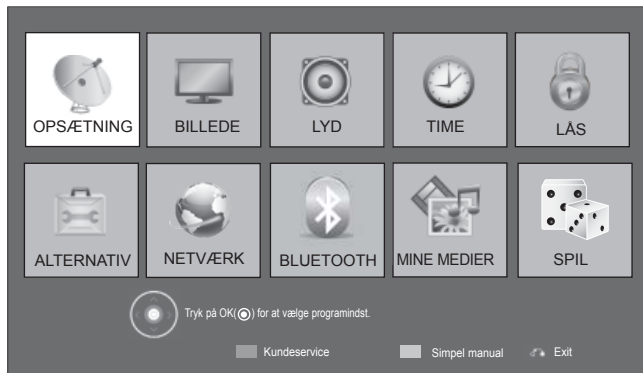 OPSÆTNING BILLEDE LYD TIME LÅS
ALTERNATIV NETVÆRK BLUETOOTH MINE MEDIER SPIL
Tryk på OK(◉) for at vælge programindst.
Kundeservice Simpel manual Exit